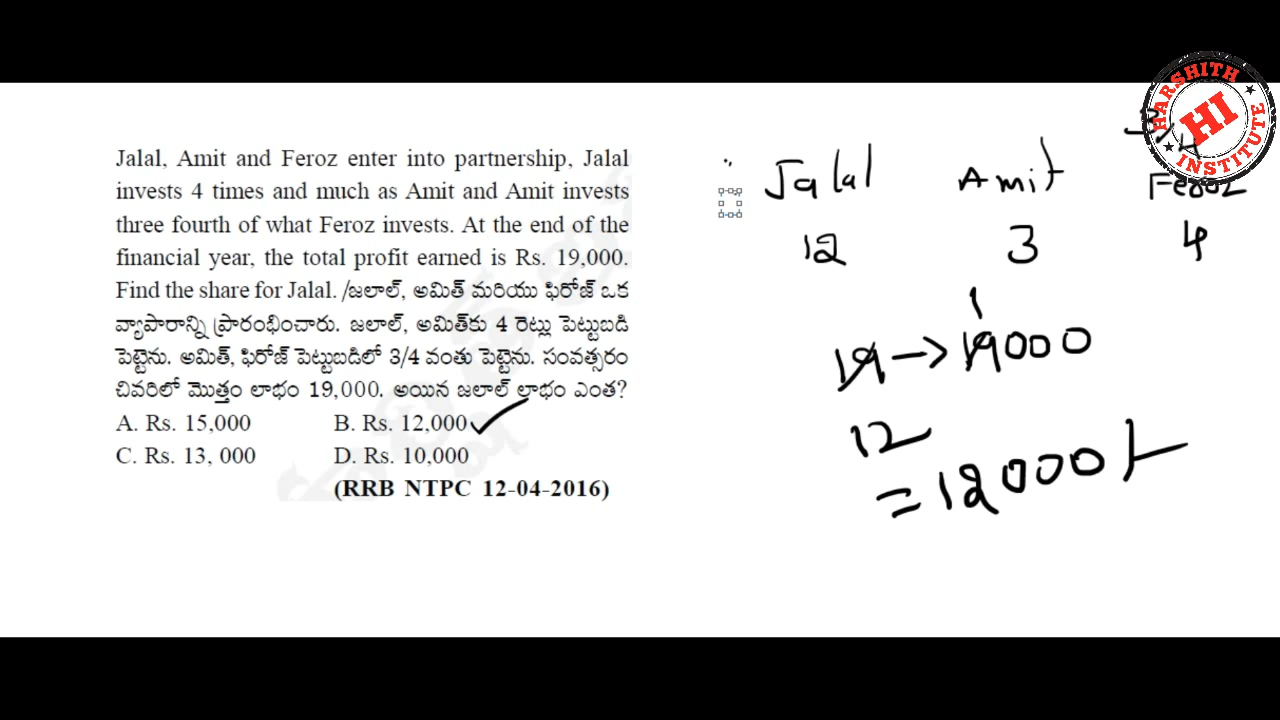 Jalal, Amit and Feroz enter into partnership, Jalal
invests 4 times and much as Amit and Amit invests
three fourth of what Feroz invests. At the end of the
financial year, the total profit earned is Rs. 19,000.
Find the share for Jalal. /జలాల్, అమిత్ మరియు ఫిరోజ్ ఒక
వ్యాపారాన్ని ప్రారంభించారు. జలాల్, అమిత్‌కు 4 రెట్లు పెట్టుబడి
పెట్టెను. అమిత్, ఫిరోజ్ పెట్టుబడిలో 3/4 వంతు పెట్టెను. సంవత్సరం
చివరిలో మొత్తం లాభం 19,000. అయిన జలాల్ లాభం ఎంత?
A. Rs. 15,000 B. Rs. 12,000
C. Rs. 13, 000 D. Rs. 10,000
(RRB NTPC 12-04-2016)
HARSHITH
HI
INSTITUTE
Jalal Amit Feroz
12 3 4
1
19 → 19000
12
= 12000/-